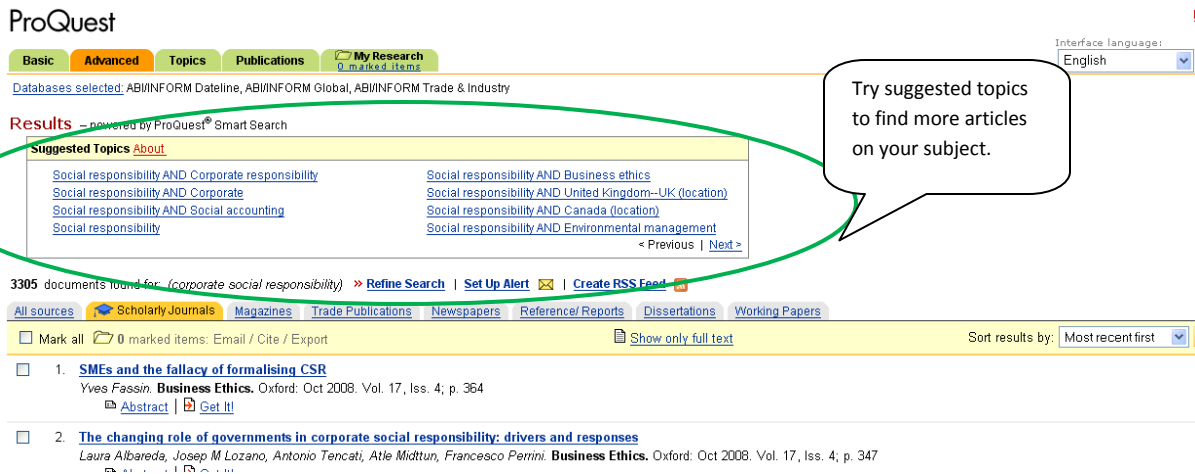 ProQuest
Interface language:
English
Basic Advanced Topics Publications My Research
0 marked items
Databases selected: ABI/INFORM Dateline, ABI/INFORM Global, ABI/INFORM Trade & Industry
Try suggested topics
to find more articles
on your subject.
Results – powered by ProQuest® Smart Search
Suggested Topics About
Social responsibility AND Corporate responsibility
Social responsibility AND Corporate
Social responsibility AND Social accounting
Social responsibility
Social responsibility AND Business ethics
Social responsibility AND United Kingdom--UK (location)
Social responsibility AND Canada (location)
Social responsibility AND Environmental management
< Previous | Next >
3305 documents found for: (corporate social responsibility) » Refine Search | Set Up Alert | Create RSS Feed
All sources Scholarly Journals Magazines Trade Publications Newspapers Reference/Reports Dissertations Working Papers
Mark all 0 marked items: Email / Cite / Export Show only full text Sort results by: Most recent first
1. SMEs and the fallacy of formalising CSR
Yves Fassin. Business Ethics. Oxford: Oct 2008. Vol. 17, Iss. 4; p. 364
Abstract | Get It!
2. The changing role of governments in corporate social responsibility: drivers and responses
Laura Albareda, Josep M Lozano, Antonio Tencati, Atle Midttun, Francesco Perrini. Business Ethics. Oxford: Oct 2008. Vol. 17, Iss. 4; p. 347